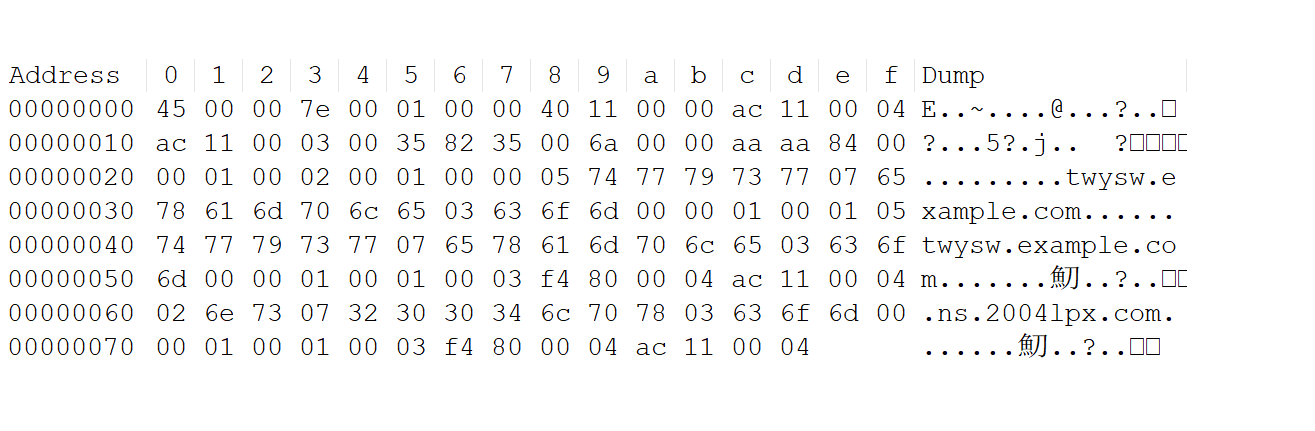 Address 0 1 2 3 4 5 6 7 8 9 a b c d e f Dump
00000000 45 00 00 7e 00 01 00 00 40 11 00 00 ac 11 00 04 E..~....@...?..□
00000010 ac 11 00 03 00 35 82 35 00 6a 00 00 aa aa 84 00 ?...5?.j.. ?□□□□
00000020 00 01 00 02 00 01 00 00 05 74 77 79 73 77 07 65 .........twysw.e
00000030 78 61 6d 70 6c 65 03 63 6f 6d 00 00 01 00 01 05 xample.com......
00000040 74 77 79 73 77 07 65 78 61 6d 70 6c 65 03 63 6f twysw.example.co
00000050 6d 00 00 01 00 01 00 03 f4 80 00 04 ac 11 00 04 m.......魛..?..□□
00000060 02 6e 73 07 32 30 30 34 6c 70 78 03 63 6f 6d 00 .ns.2004lpx.com.
00000070 00 01 00 01 00 03 f4 80 00 04 ac 11 00 04 ......魛..?..□□